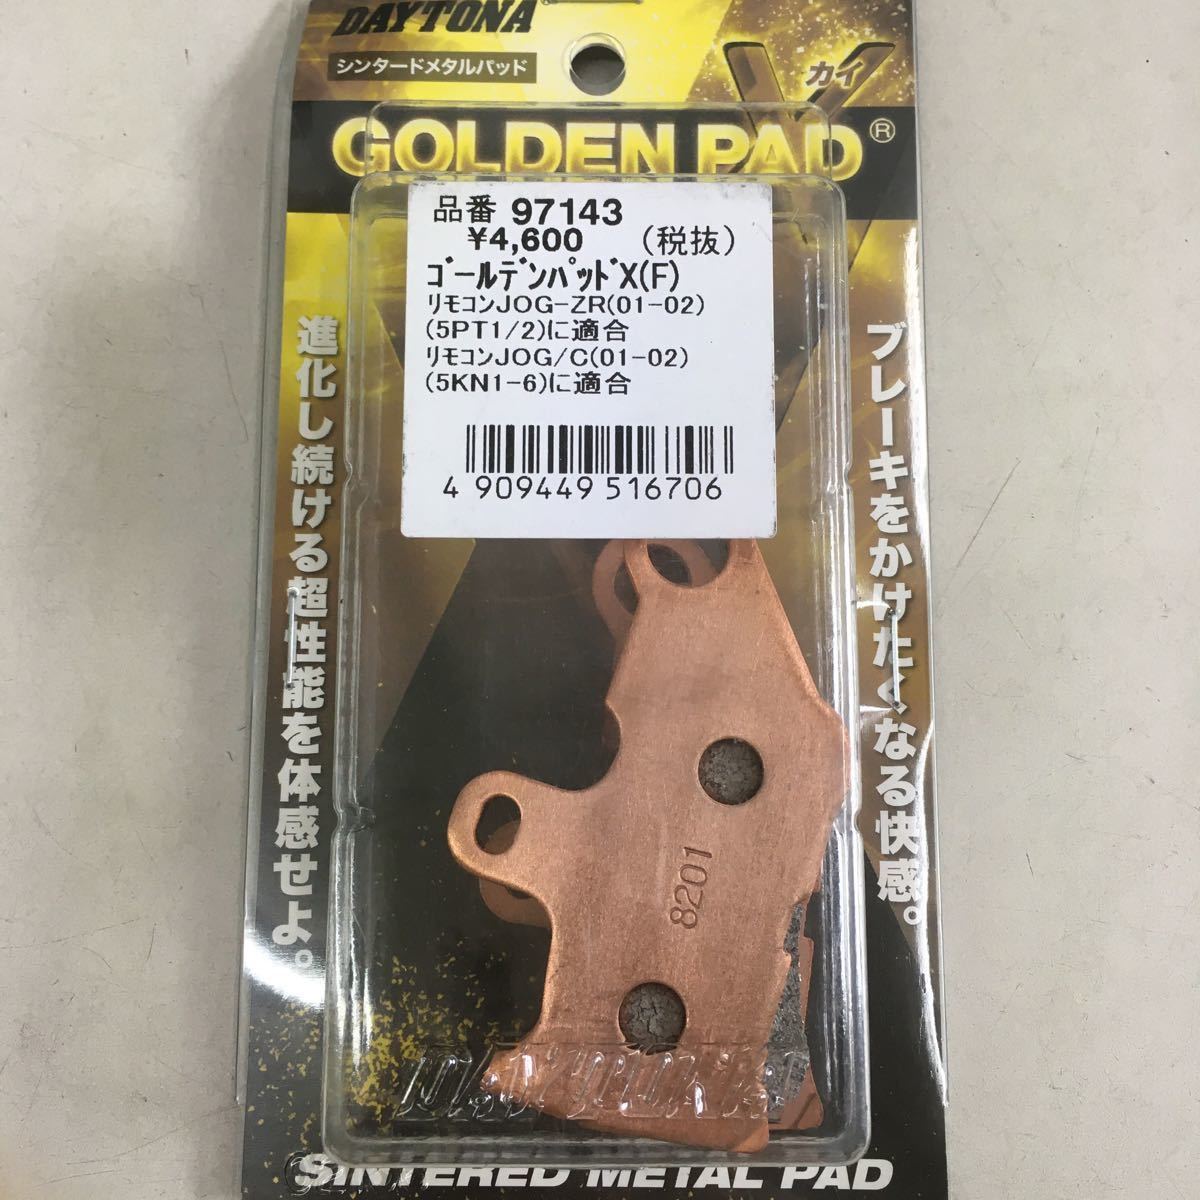 DAYTONA
シンタードメタルパッド
カイ
GOLDEN PAD®
品番 97143
¥4,600 （税抜）
ｺﾞｰﾙﾃﾞﾝﾊﾟｯﾄﾞX(F)
ﾘﾓｺﾝJOG-ZR(01-02)
(5PT1/2)に適合
ﾘﾓｺﾝJOG/C(01-02)
(5KN1-6)に適合
4 909449 516706
ブレーキをかけたくなる快感。
進化し続ける超性能を体感せよ。
8201
SINTERED METAL PAD